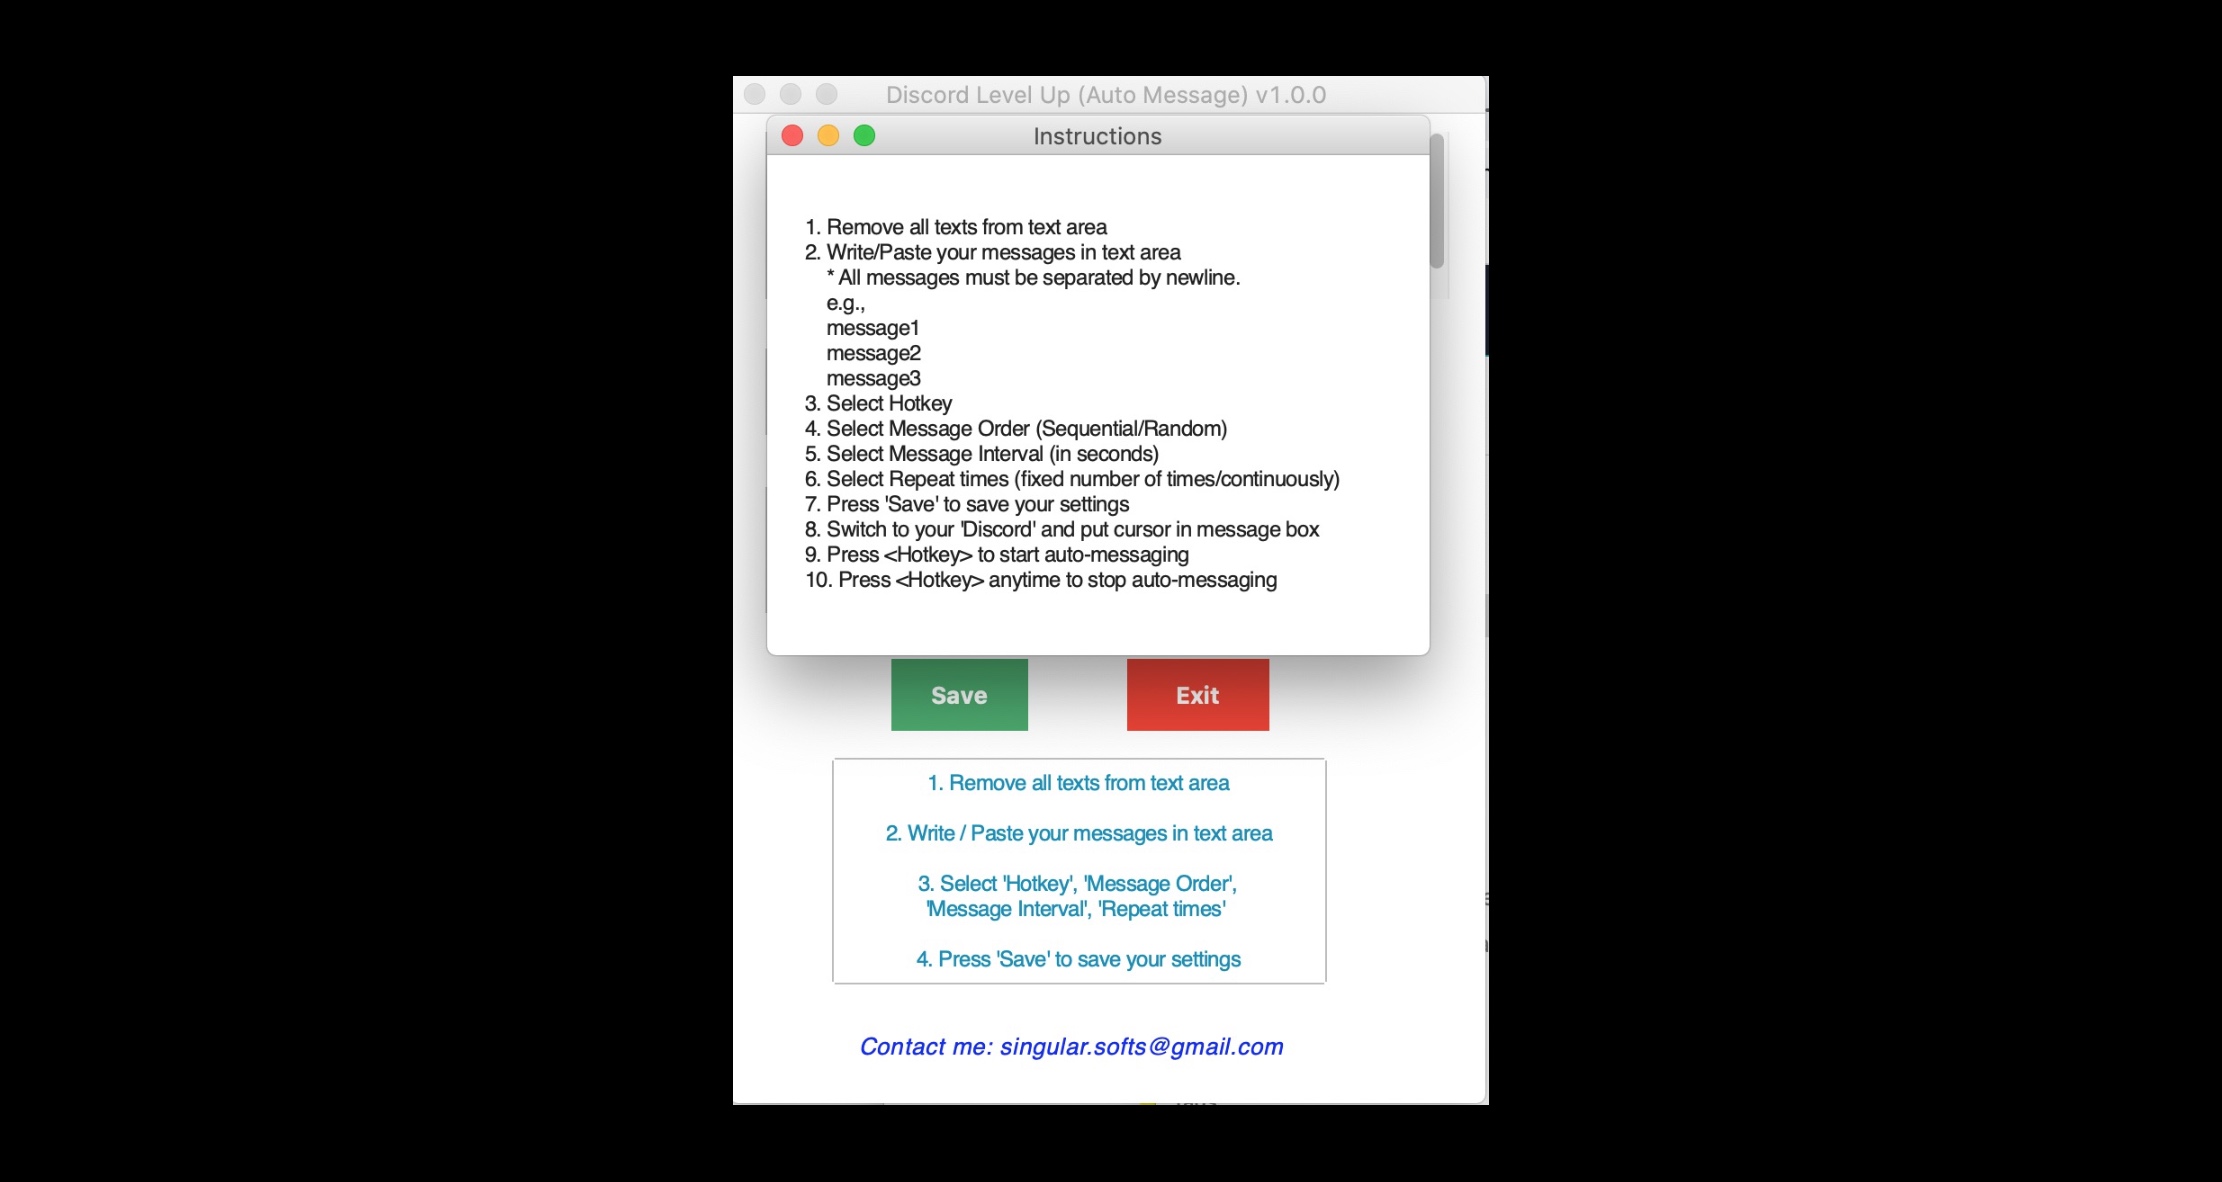 Discord Level Up (Auto Message) v1.0.0
Instructions
1. Remove all texts from text area
2. Write/Paste your messages in text area
* All messages must be separated by newline.
e.g.,
message1
message2
message3
3. Select Hotkey
4. Select Message Order (Sequential/Random)
5. Select Message Interval (in seconds)
6. Select Repeat times (fixed number of times/continuously)
7. Press 'Save' to save your settings
8. Switch to your 'Discord' and put cursor in message box
9. Press <Hotkey> to start auto-messaging
10. Press <Hotkey> anytime to stop auto-messaging
Save
Exit
1. Remove all texts from text area
2. Write / Paste your messages in text area
3. Select 'Hotkey', 'Message Order',
'Message Interval', 'Repeat times'
4. Press 'Save' to save your settings
Contact me: singular.softs@gmail.com